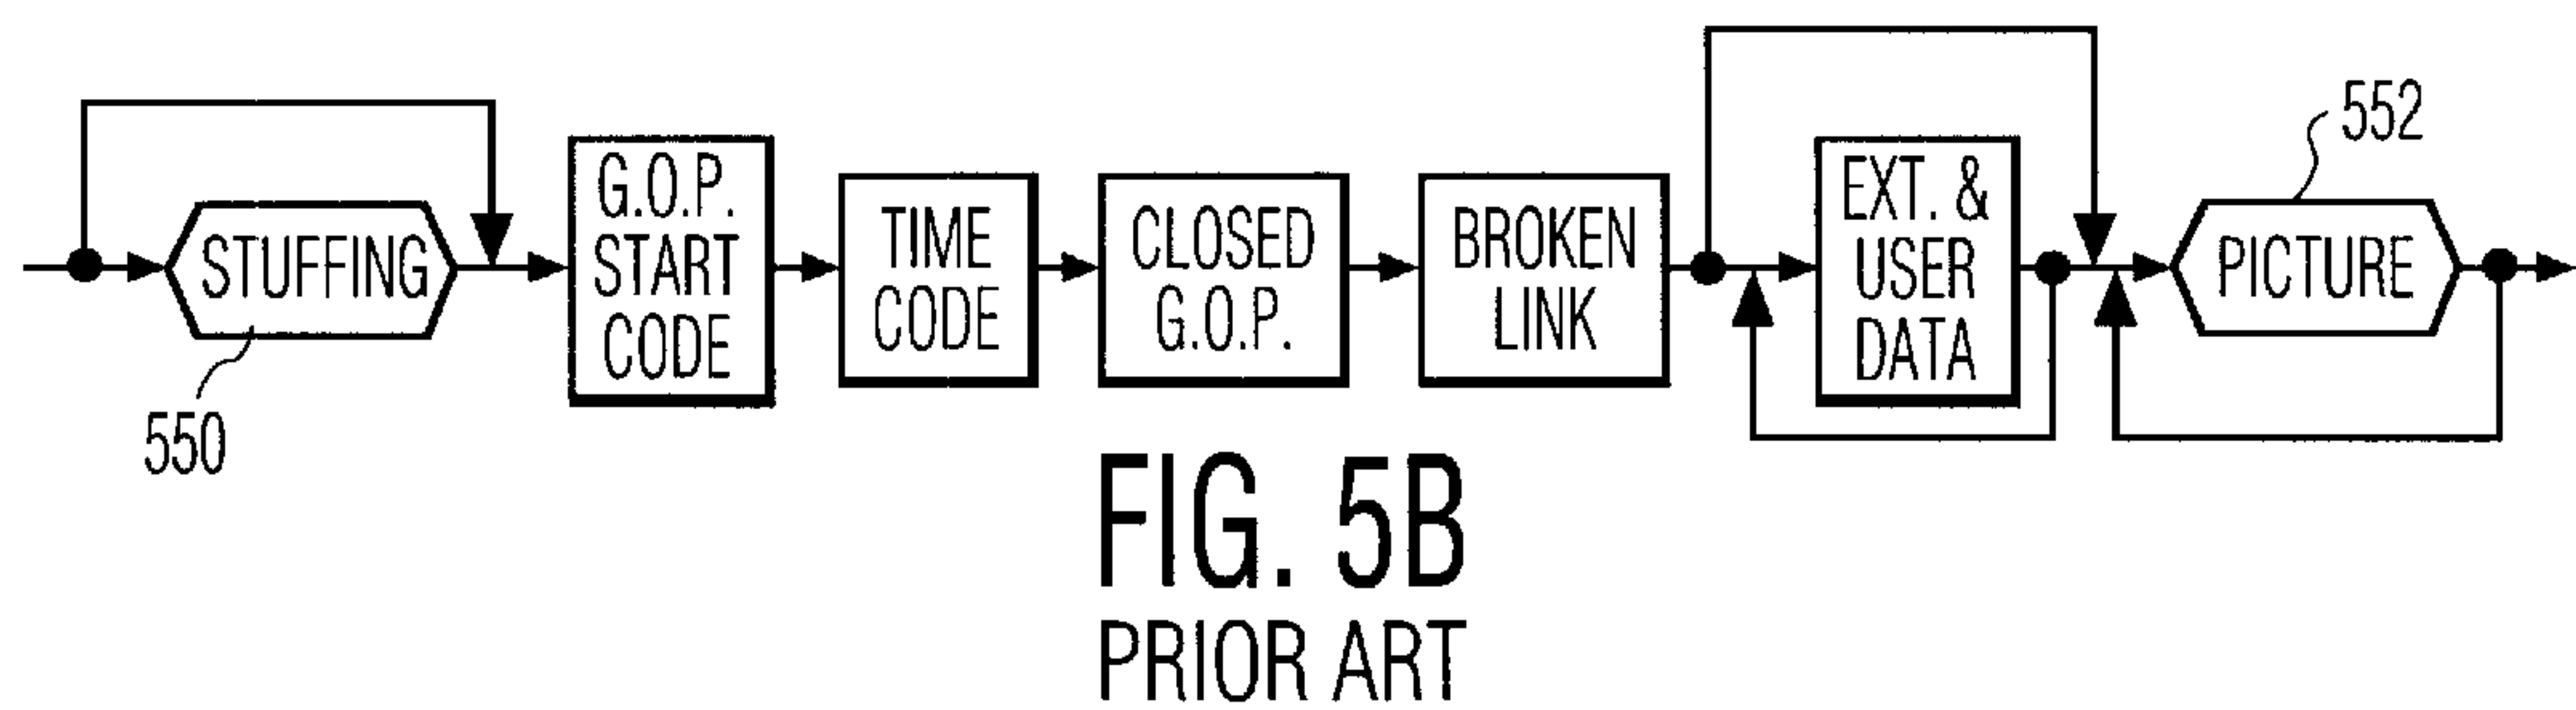 STUFFING
550
G.O.P.
START
CODE
TIME
CODE
CLOSED
G.O.P.
BROKEN
LINK
EXT. &
USER
DATA
552
PICTURE
FIG. 5B
PRIOR ART